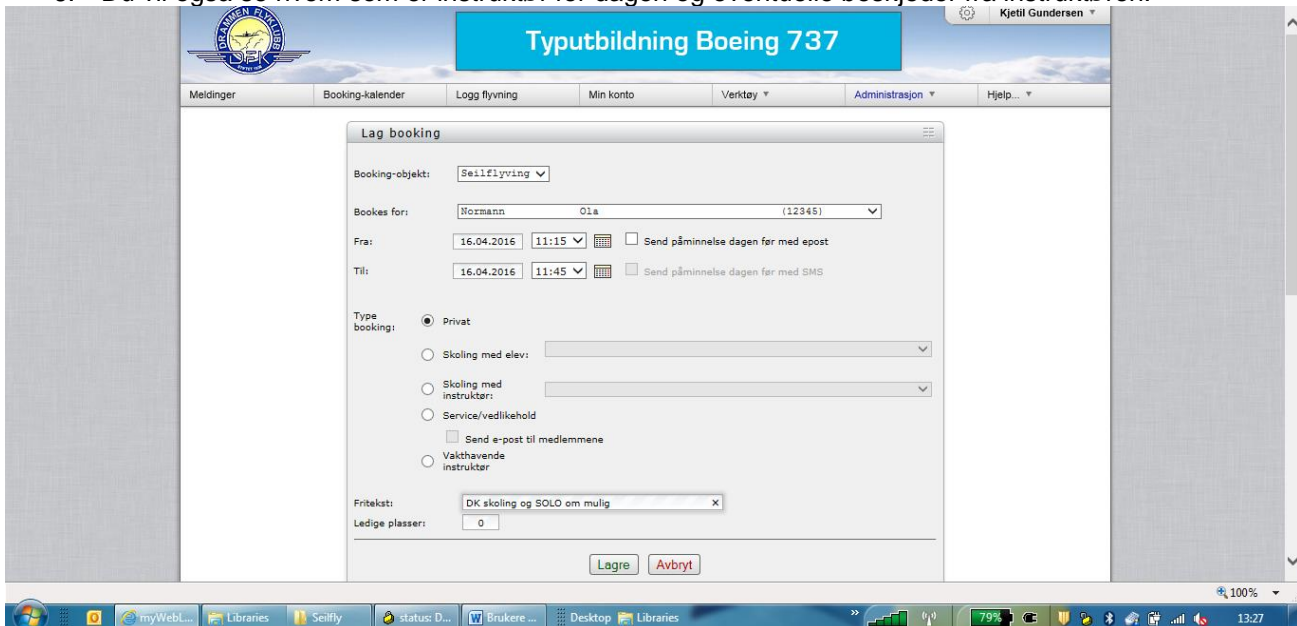 DRAMMEN FLYKLUBB
DFK
Typutbildning Boeing 737
Kjetil Gundersen
Meldinger Booking-kalender Logg flyvning Min konto Verktøy Administrasjon Hjelp...
Lag booking
Booking-objekt: Seilflyving
Bookes for: Normann Ola (12345)
Fra: 16.04.2016 11:15 Send påminnelse dagen før med epost
Til: 16.04.2016 11:45 Send påminnelse dagen før med SMS
Type
booking: Privat
Skoling med elev:
Skoling med
instruktør:
Service/vedlikehold
Send e-post til medlemmene
Vakthavende
instruktør
Fritekst: DK skoling og SOLO om mulig x
Ledige plasser: 0
Lagre Avbryt
100%
myWebL... Libraries Seilfly status: D... Brukere ... Desktop Libraries » 79% 13:27